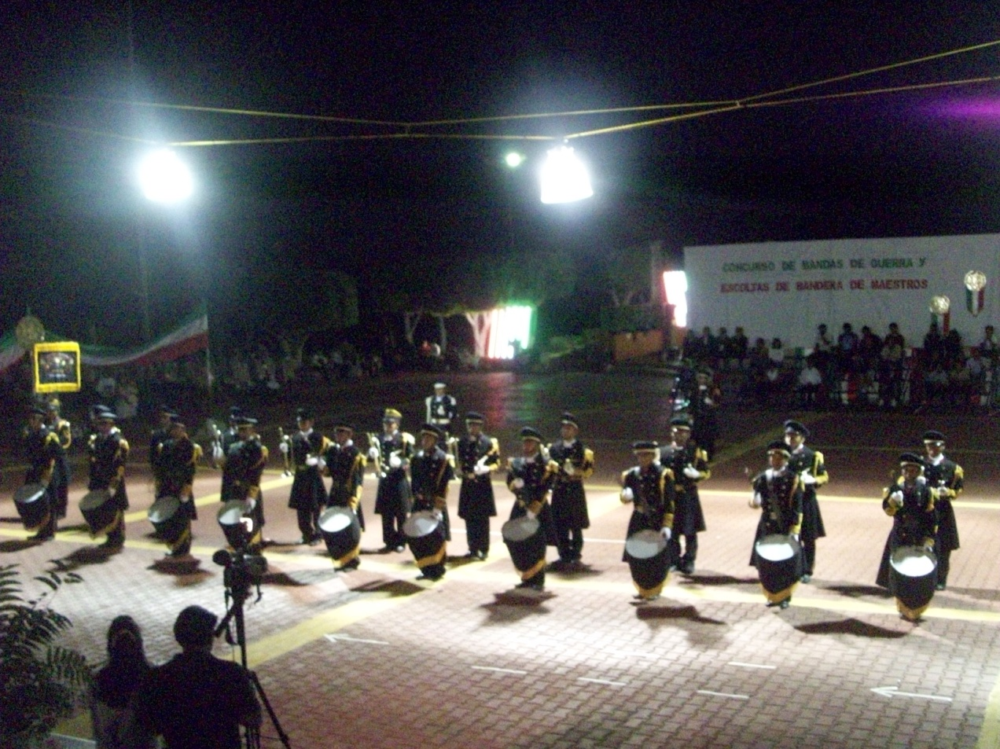 CONCURSO DE BANDAS DE GUERRA Y
ESCOLTAS DE BANDERA DE MAESTROS